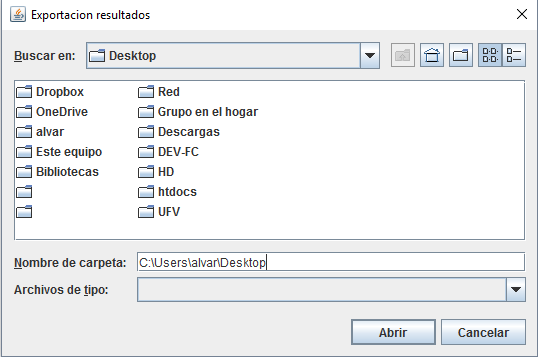 Exportacion resultados
Buscar en: Desktop
Dropbox Red
OneDrive Grupo en el hogar
alvar Descargas
Este equipo DEV-FC
Bibliotecas HD
htdocs
UFV
Nombre de carpeta: C:\Users\alvar\Desktop
Archivos de tipo:
Abrir Cancelar